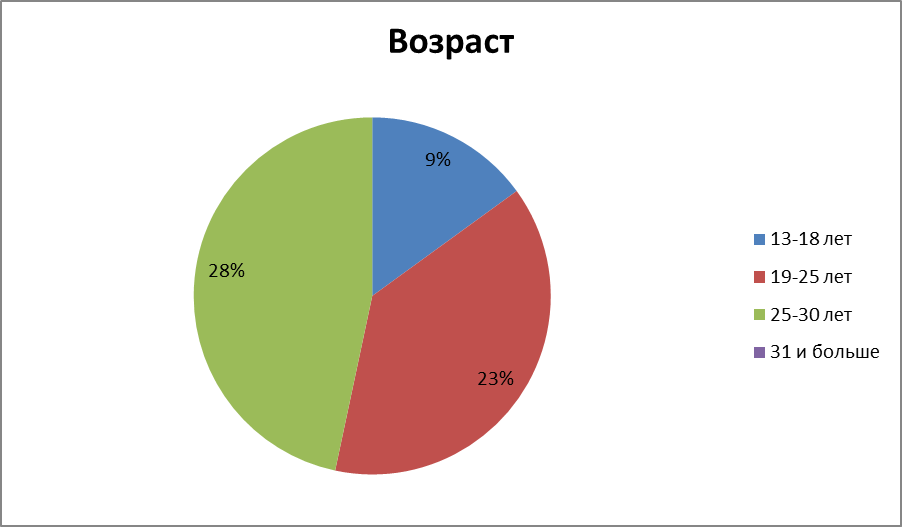 Возраст
9%
28%
23%
13-18 лет
19-25 лет
25-30 лет
31 и больше